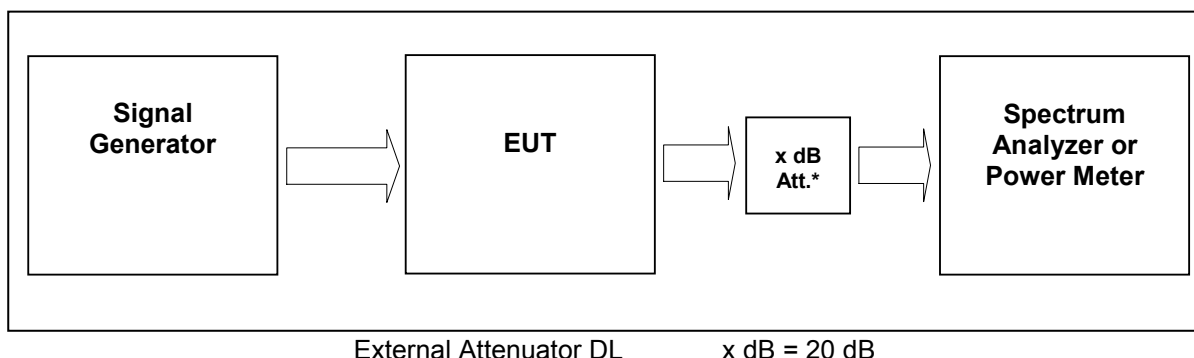 Signal
Generator
EUT
x dB
Att.*
Spectrum
Analyzer or
Power Meter
External Attenuator DL x dB = 20 dB